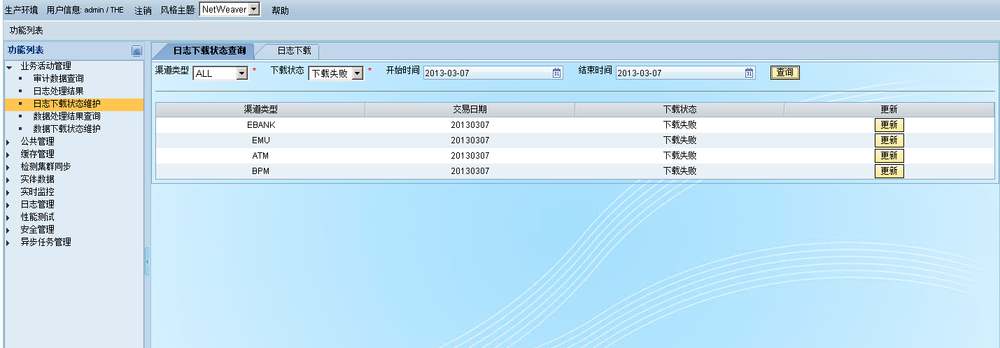 生产环境 用户信息: admin / THE 注销 风格主题: NetWeaver 帮助
功能列表
功能列表
业务活动管理
审计数据查询
日志处理结果
日志下载状态维护
数据处理结果查询
数据下载状态维护
公共管理
缓存管理
检测集群同步
实体数据
实时监控
日志管理
性能测试
安全管理
异步任务管理
日志下载状态查询 日志下载
渠道类型 ALL * 下载状态 下载失败 * 开始时间 2013-03-07 31 结束时间 2013-03-07 31 查询
渠道类型 交易日期 下载状态 更新
EBANK 20130307 下载失败 更新
EMU 20130307 下载失败 更新
ATM 20130307 下载失败 更新
BPM 20130307 下载失败 更新